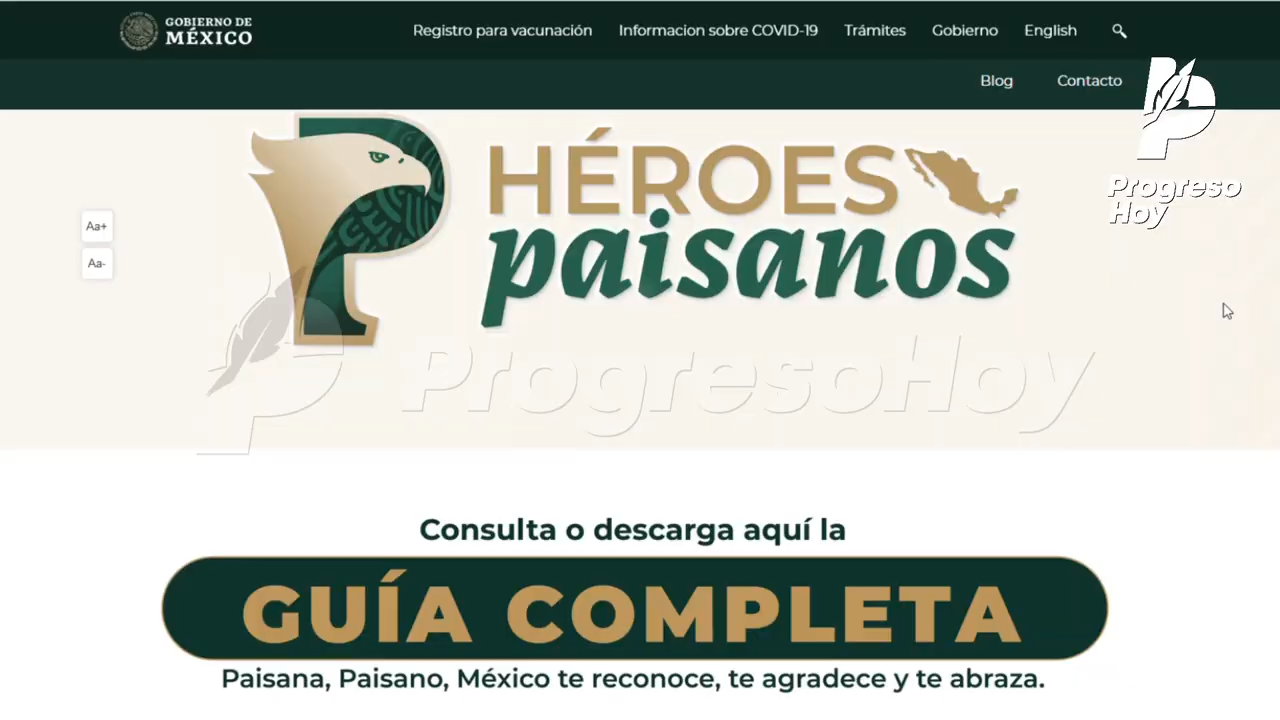 GOBIERNO DE
MÉXICO
Registro para vacunación
Informacion sobre COVID-19
Trámites
Gobierno
English
Blog
Contacto
Progreso
Hoy
Aa+
Aa-
HÉROES
paisanos
ProgresoHoy
Consulta o descarga aquí la
GUÍA COMPLETA
Paisana, Paisano, México te reconoce, te agradece y te abraza.